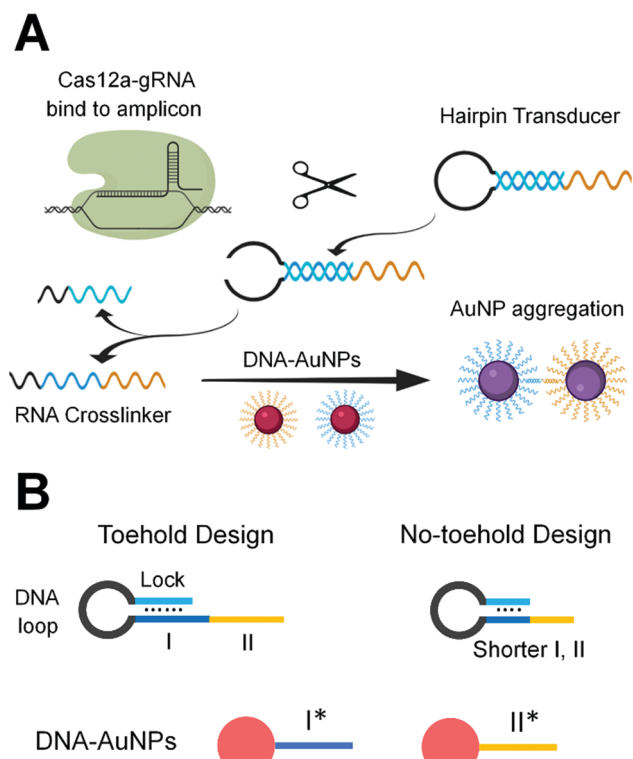 A
Cas12a-gRNA
bind to amplicon
Hairpin Transducer
AuNP aggregation
DNA-AuNPs
RNA Crosslinker
B
Toehold Design
No-toehold Design
Lock
DNA
loop
I
II
Shorter I, II
I*
II*
DNA-AuNPs